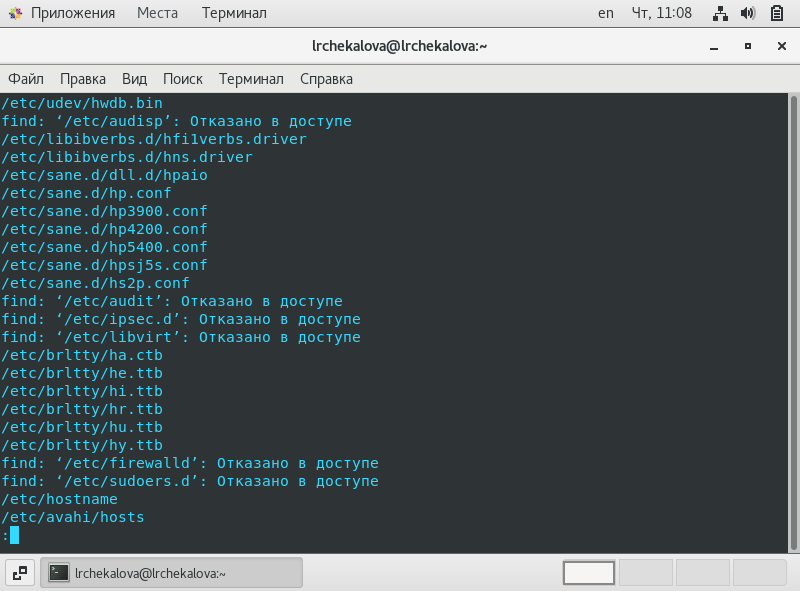 Приложения Места Терминал en Чт, 11:08
lrchekalova@lrchekalova:~
Файл Правка Вид Поиск Терминал Справка
/etc/udev/hwdb.bin
find: ‘/etc/audisp’: Отказано в доступе
/etc/libibverbs.d/hfi1verbs.driver
/etc/libibverbs.d/hns.driver
/etc/sane.d/dll.d/hpaio
/etc/sane.d/hp.conf
/etc/sane.d/hp3900.conf
/etc/sane.d/hp4200.conf
/etc/sane.d/hp5400.conf
/etc/sane.d/hpsj5s.conf
/etc/sane.d/hs2p.conf
find: ‘/etc/audit’: Отказано в доступе
find: ‘/etc/ipsec.d’: Отказано в доступе
find: ‘/etc/libvirt’: Отказано в доступе
/etc/brltty/ha.ctb
/etc/brltty/he.ttb
/etc/brltty/hi.ttb
/etc/brltty/hr.ttb
/etc/brltty/hu.ttb
/etc/brltty/hy.ttb
find: ‘/etc/firewalld’: Отказано в доступе
find: ‘/etc/sudoers.d’: Отказано в доступе
/etc/hostname
/etc/avahi/hosts
:
lrchekalova@lrchekalova:~